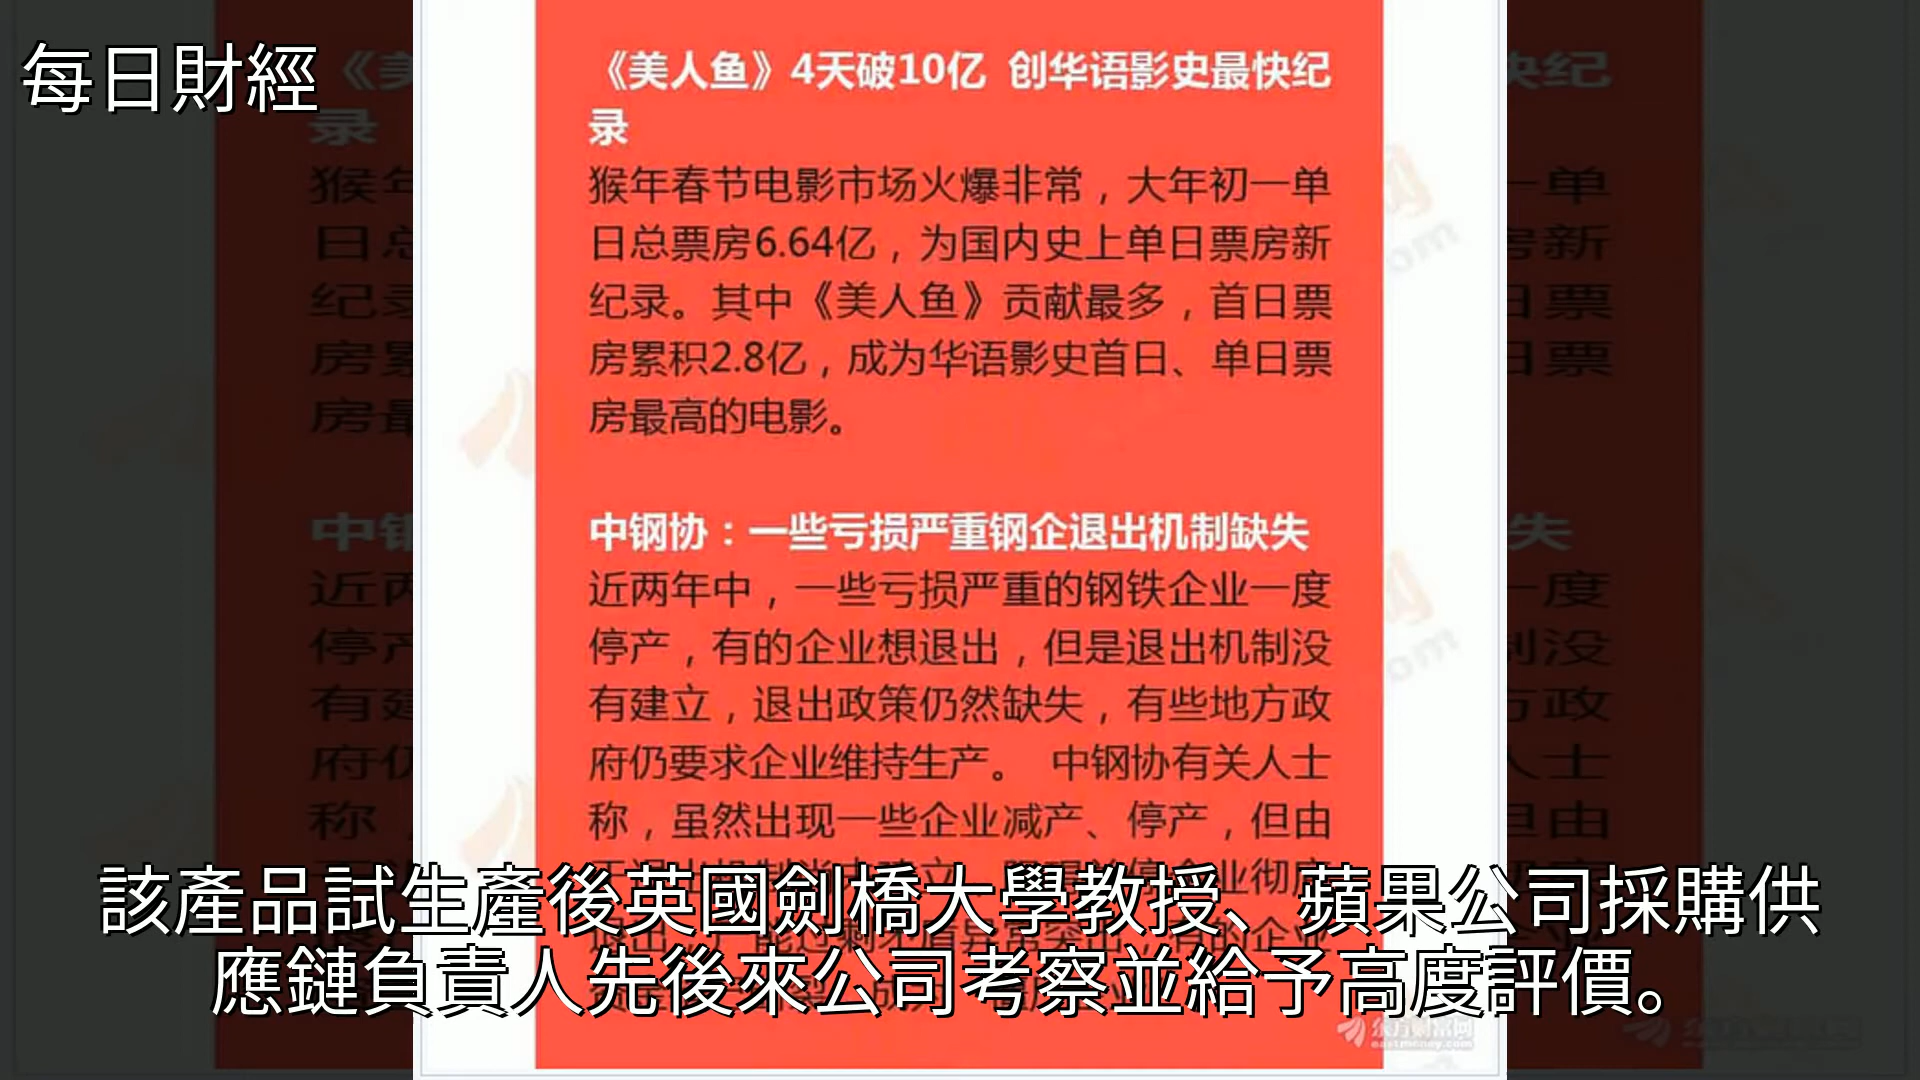 每日財經
《美人鱼》4天破10亿 创华语影史最快纪
录
猴年春节电影市场火爆非常，大年初一单
日总票房6.64亿，为国内史上单日票房新
纪录。其中《美人鱼》贡献最多，首日票
房累积2.8亿，成为华语影史首日、单日票
房最高的电影。
中钢协：一些亏损严重钢企退出机制缺失
近两年中，一些亏损严重的钢铁企业一度
停产，有的企业想退出，但是退出机制没
有建立，退出政策仍然缺失，有些地方政
府仍要求企业维持生产。 中钢协有关人士
称，虽然出现一些企业减产、停产，但由
該產品試生產後英國劍橋大學教授、蘋果公司採購供
應鏈負責人先後來公司考察並給予高度評價。
东方财富网
eastmoney.com